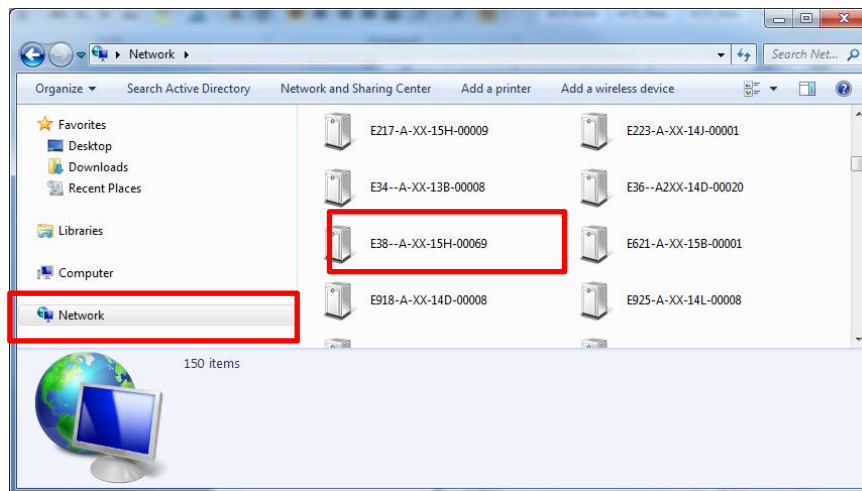 Network
Search Net...
Organize
Search Active Directory
Network and Sharing Center
Add a printer
Add a wireless device
Favorites
Desktop
Downloads
Recent Places
Libraries
Computer
Network
E217-A-XX-15H-00009
E223-A-XX-14J-00001
E34--A-XX-13B-00008
E36--A2XX-14D-00020
E38--A-XX-15H-00069
E621-A-XX-15B-00001
E918-A-XX-14D-00008
E925-A-XX-14L-00008
150 items